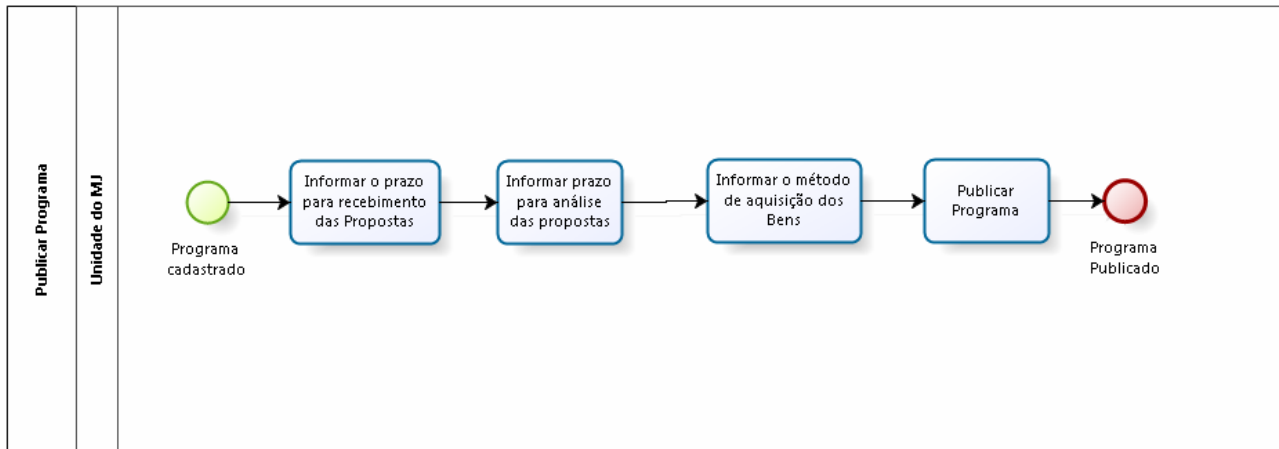 Publicar Programa
Unidade do MJ
Programa
cadastrado
Informar o prazo
para recebimento
das Propostas
Informar prazo
para análise
das propostas
Informar o método
de aquisição dos
Bens
Publicar
Programa
Programa
Publicado